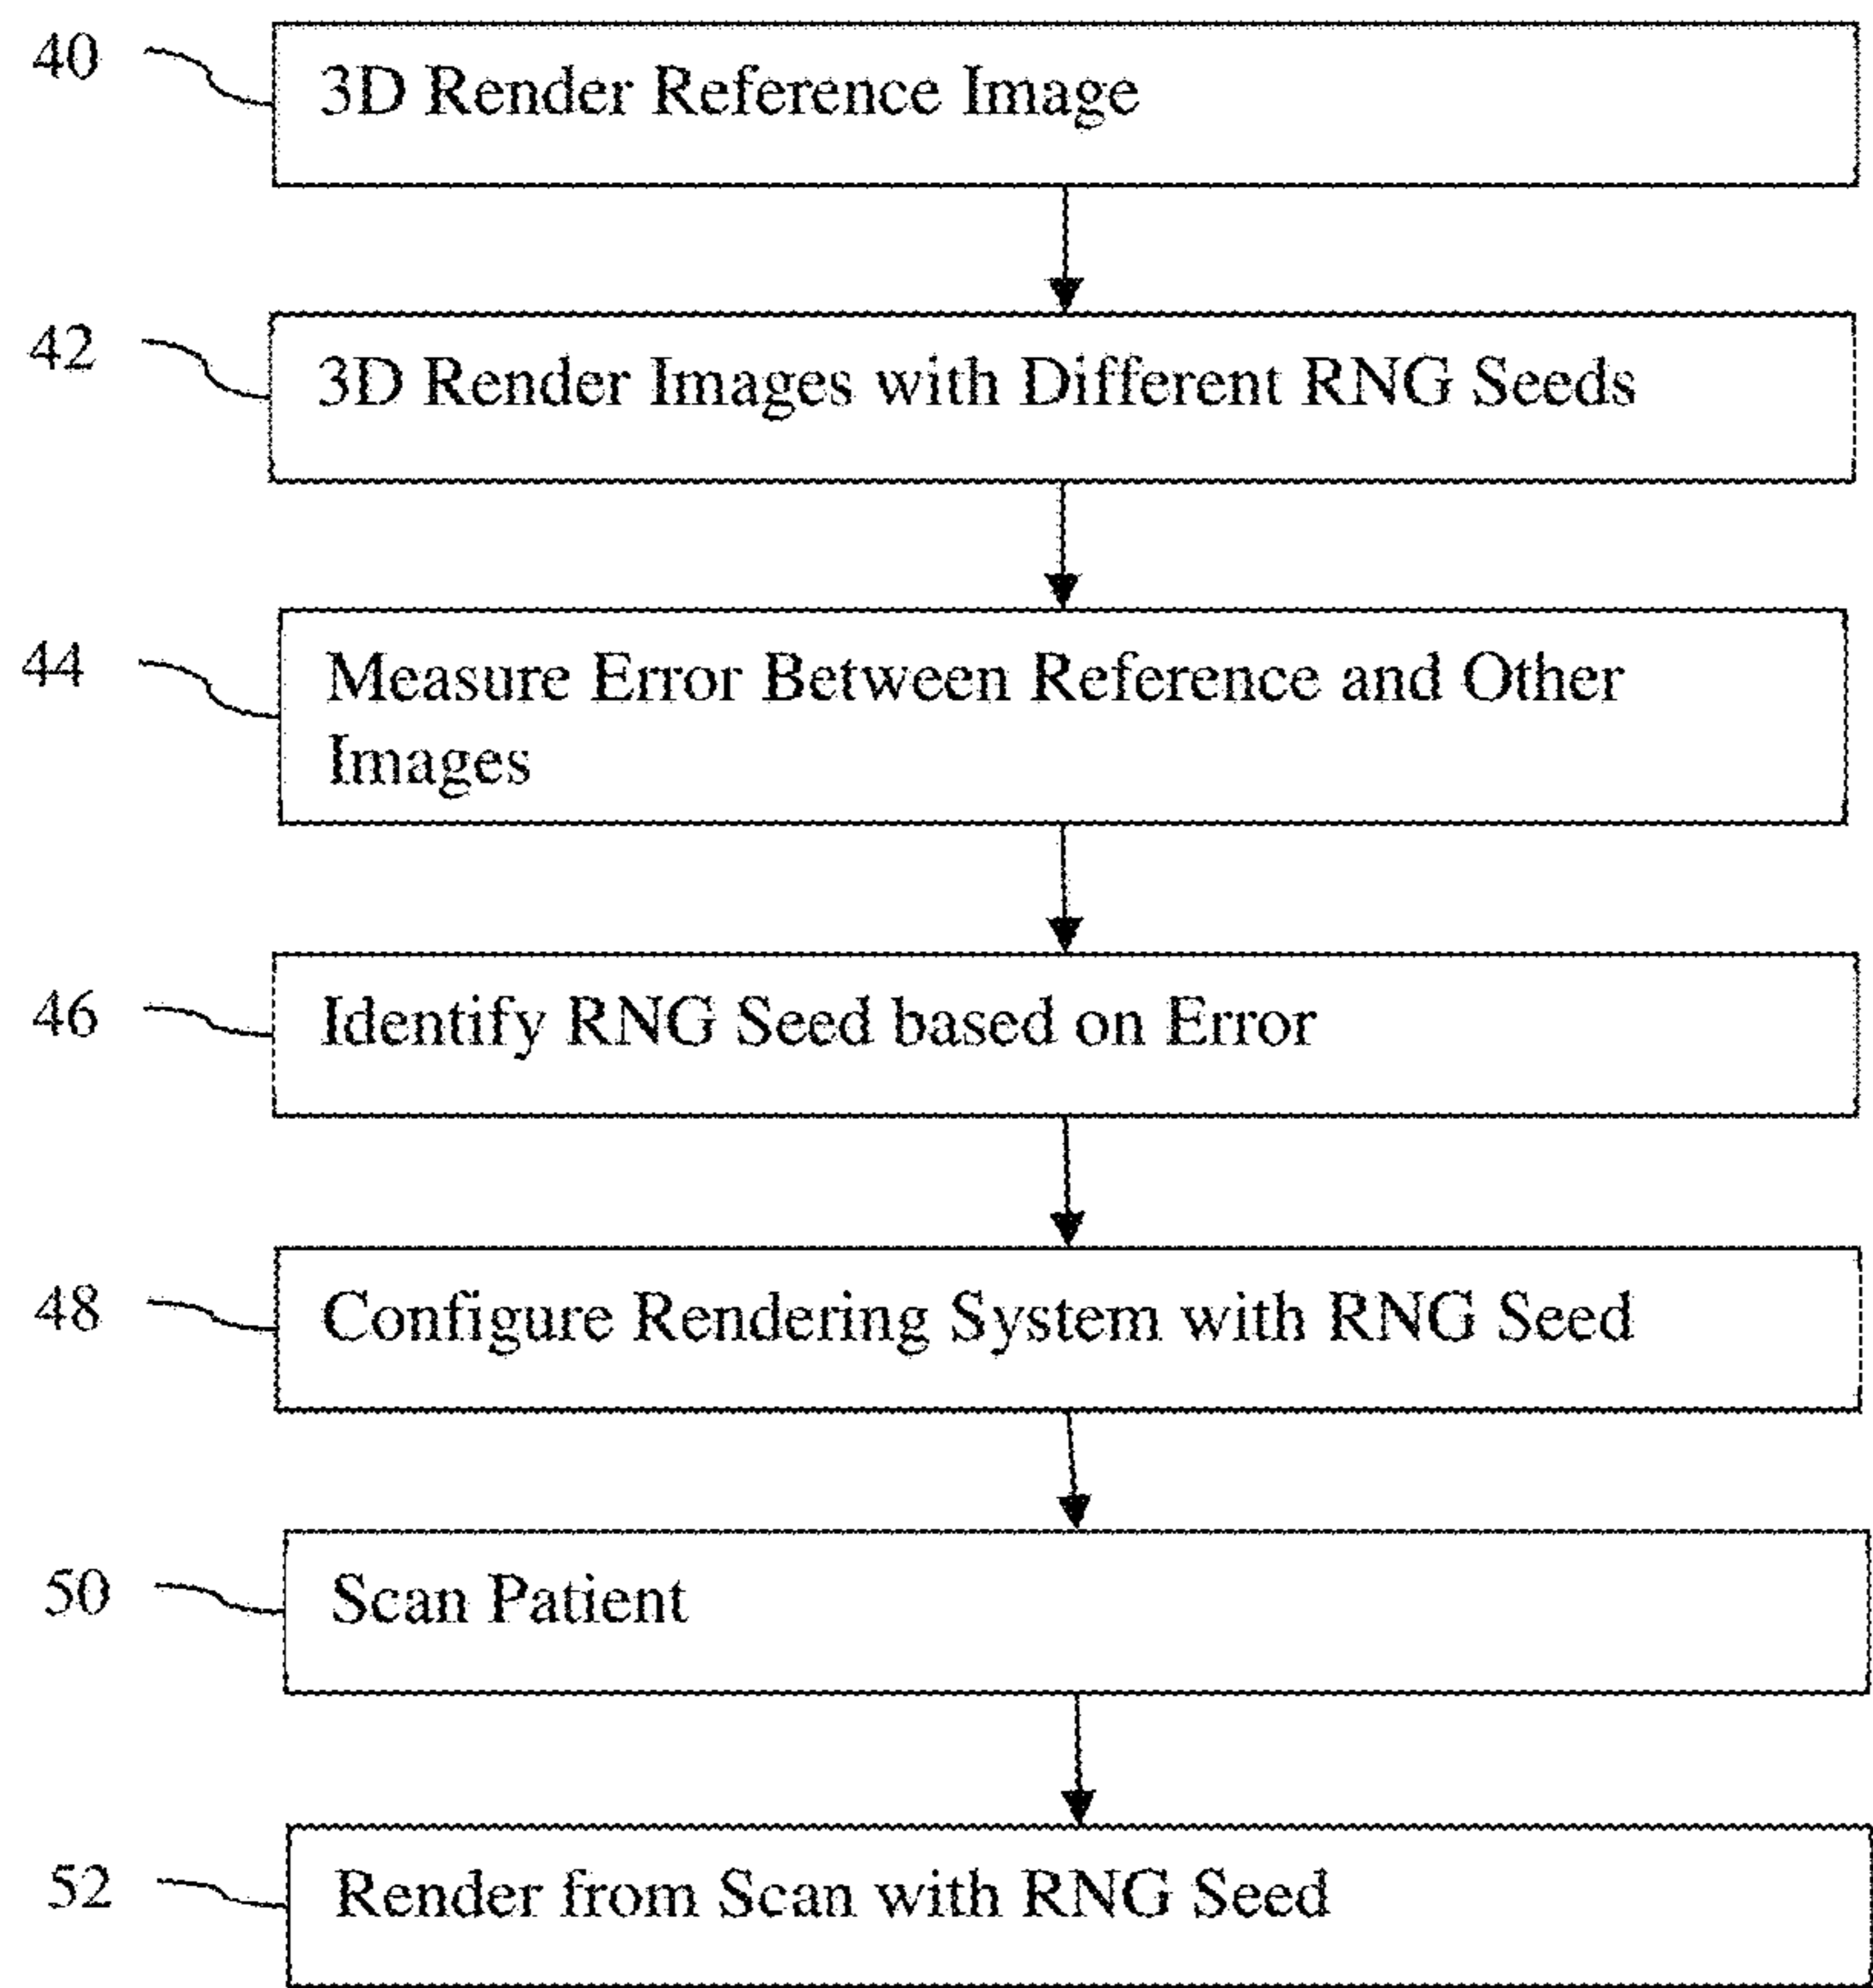 40 3D Render Reference Image
42 3D Render Images with Different RNG Seeds
44 Measure Error Between Reference and Other
Images
46 Identify RNG Seed based on Error
48 Configure Rendering System with RNG Seed
50 Scan Patient
52 Render from Scan with RNG Seed